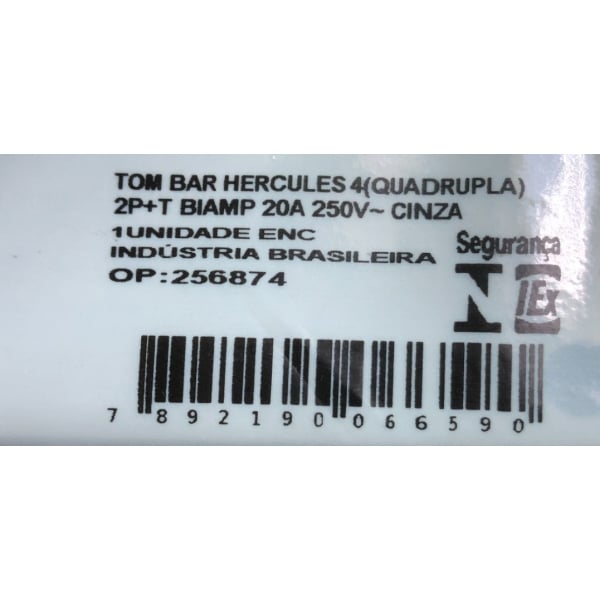 TOM BAR HERCULES 4(QUADRUPLA)
2P+T BIAMP 20A 250V~ CINZA
1UNIDADE ENC
INDÚSTRIA BRASILEIRA
OP:256874
Segurança
IEx
7 892190 066590